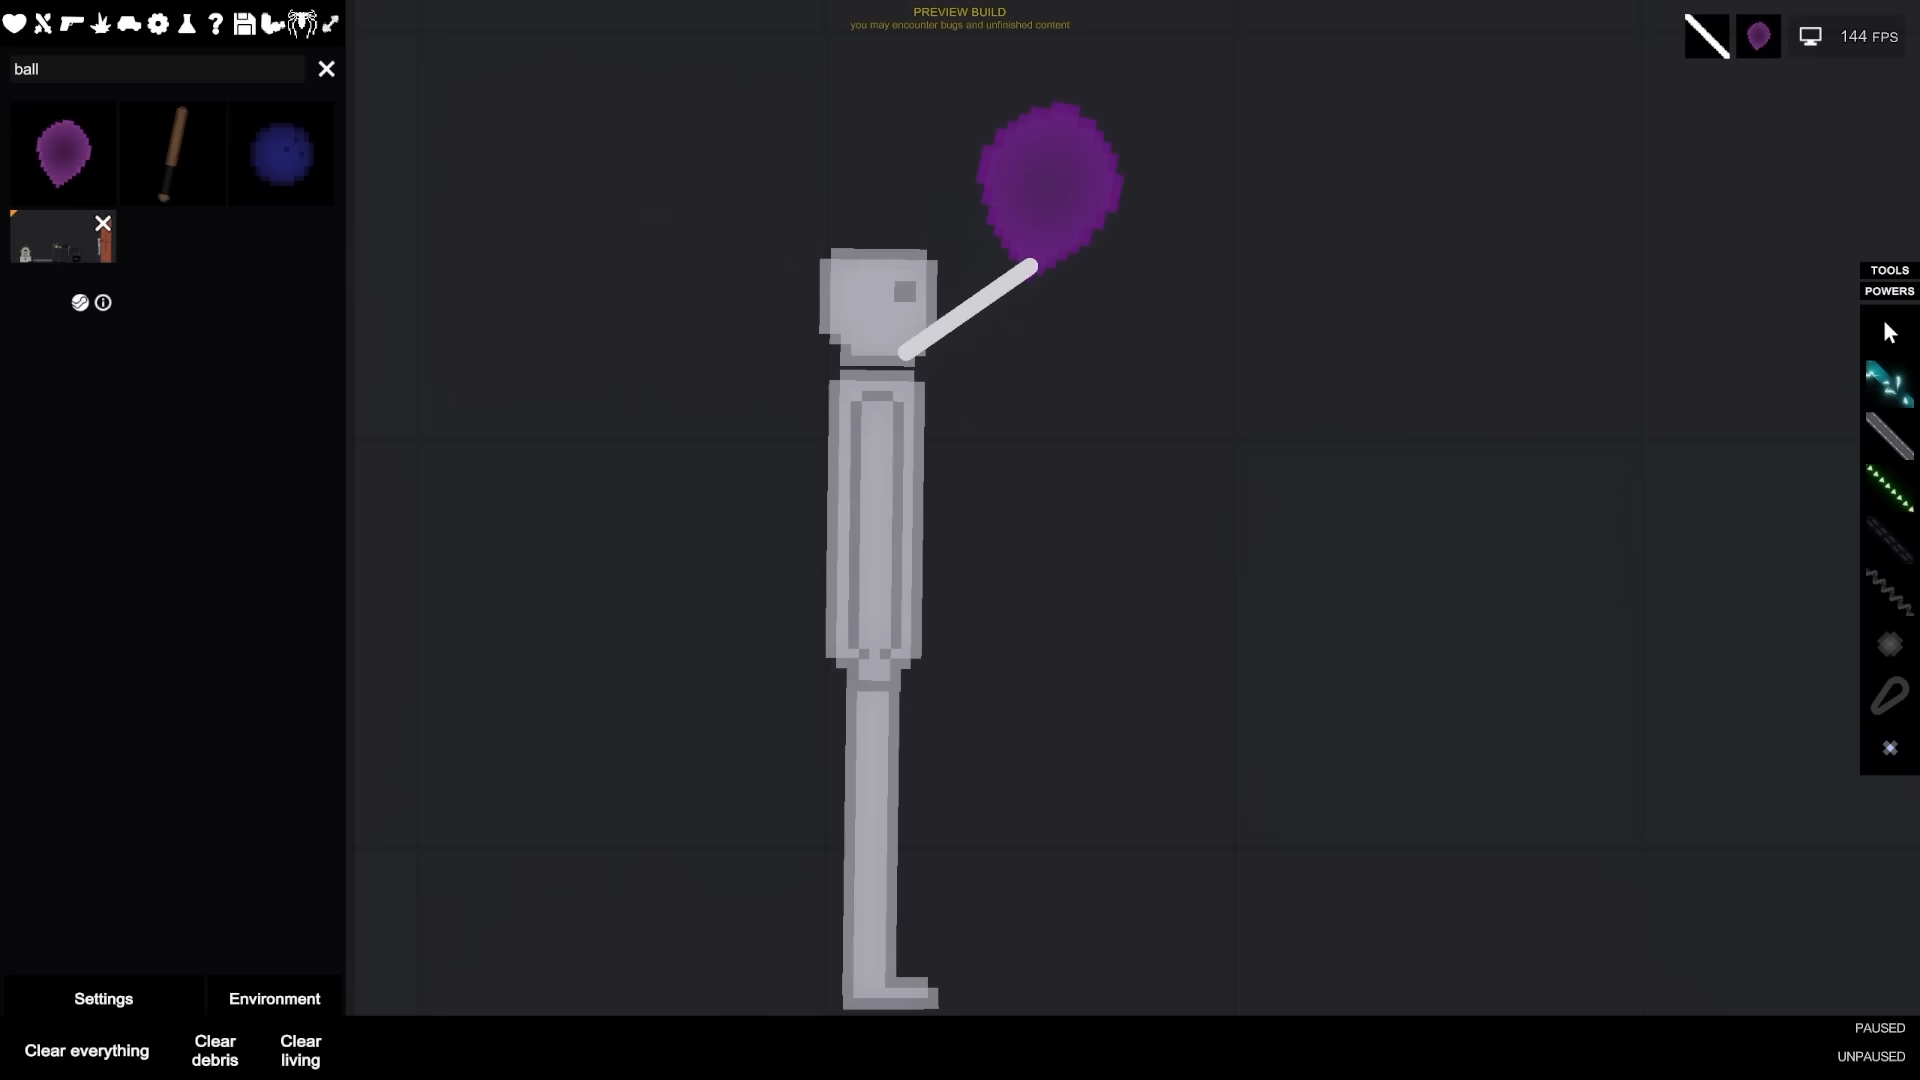 PREVIEW BUILD
you may encounter bugs and unfinished content
144 FPS
ball
TOOLS
POWERS
Settings
Environment
Clear everything
Clear
debris
Clear
living
PAUSED
UNPAUSED